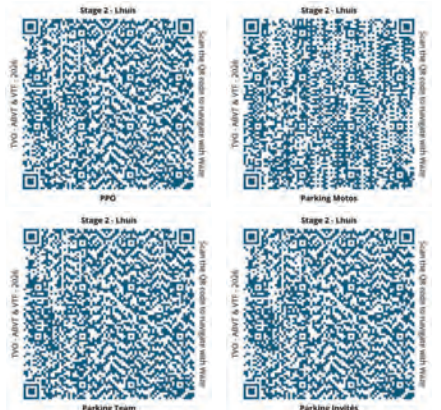 Stage 2 - Lhuis
TVO - ABVT & VTF - 2026
Scan the QR code to navigate with Waze
PPO
Stage 2 - Lhuis
TVO - ABVT & VTF - 2026
Scan the QR code to navigate with Waze
Parking Motos
Stage 2 - Lhuis
TVO - ABVT & VTF - 2026
Scan the QR code to navigate with Waze
Parking Team
Stage 2 - Lhuis
TVO - ABVT & VTF - 2026
Scan the QR code to navigate with Waze
Parking Invités